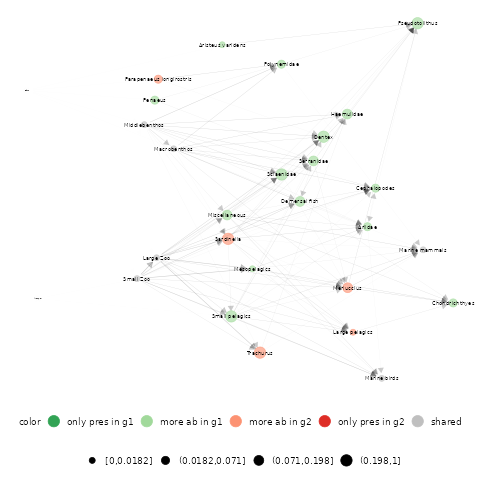 Pseudotolithus
Aristeus varidens
Polynemidae
Parapenaeus longirostris
Penaeus
Haemulidae
Middlebenthos
Dentex
Macrobenthos
Serranidae
Sciaenidae
Cephalopodes
Demersal fish
Miscellaneous
Ariidae
Sardinella
Marine mammals
Large Zoo
Mesopelagics
Small Zoo
Merluccius
Chondrichthyes
Small pelagics
Large pelagics
Trachurus
Marine birds
color only pres in g1 more ab in g1 more ab in g2 only pres in g2 shared
[0,0.0182] (0.0182,0.071] (0.071,0.198] (0.198,1]